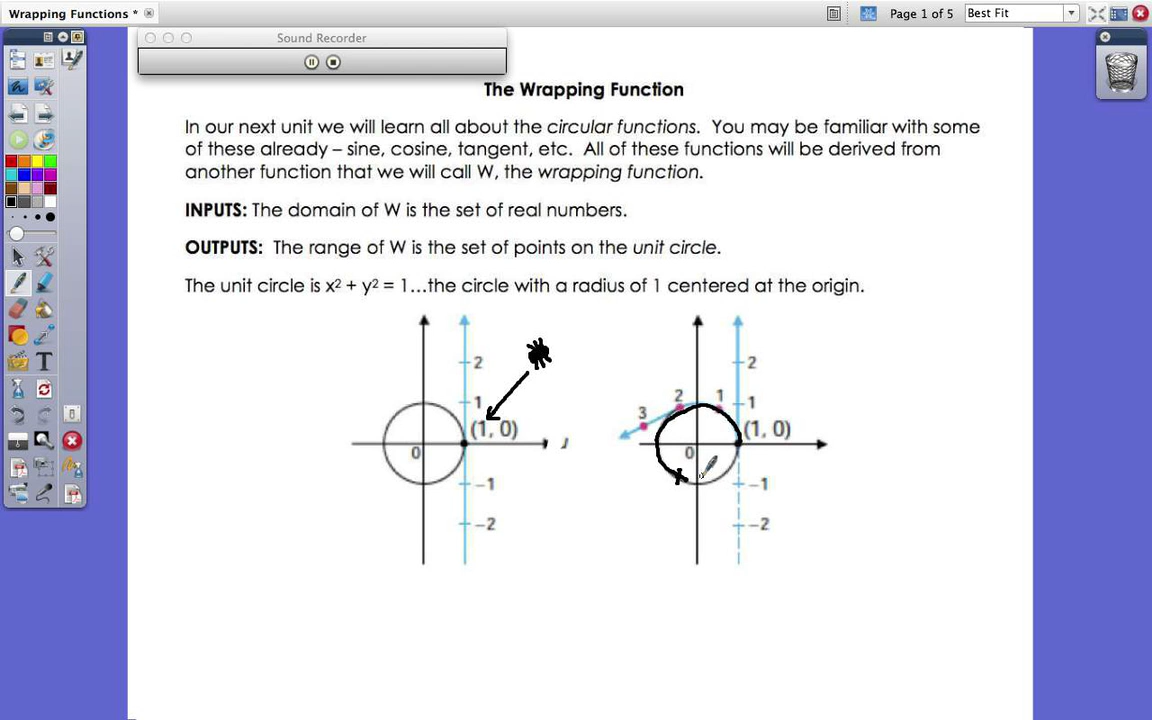 Wrapping Functions *
Page 1 of 5
Best Fit
Sound Recorder
The Wrapping Function
In our next unit we will learn all about the circular functions. You may be familiar with some
of these already – sine, cosine, tangent, etc. All of these functions will be derived from
another function that we will call W, the wrapping function.
INPUTS: The domain of W is the set of real numbers.
OUTPUTS: The range of W is the set of points on the unit circle.
The unit circle is x² + y² = 1...the circle with a radius of 1 centered at the origin.
2
1
(1, 0)
0
-1
-2
2
3
2
1
1
(1, 0)
0
-1
-2
T